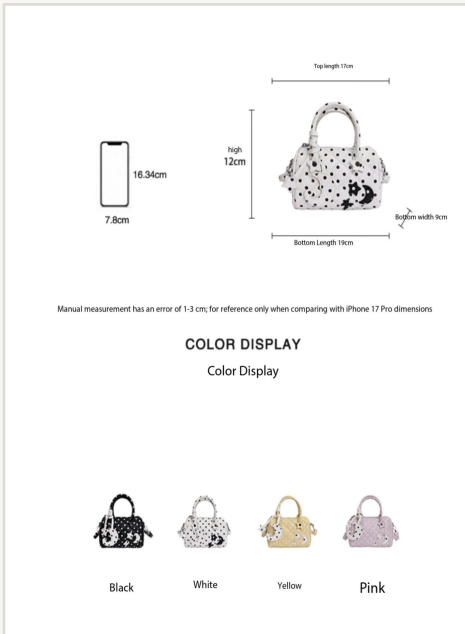 Top length 17cm
high
12cm
16.34cm
7.8cm
Bottom width 9cm
Bottom Length 19cm
Manual measurement has an error of 1-3 cm; for reference only when comparing with iPhone 17 Pro dimensions
COLOR DISPLAY
Color Display
Black
White
Yellow
Pink